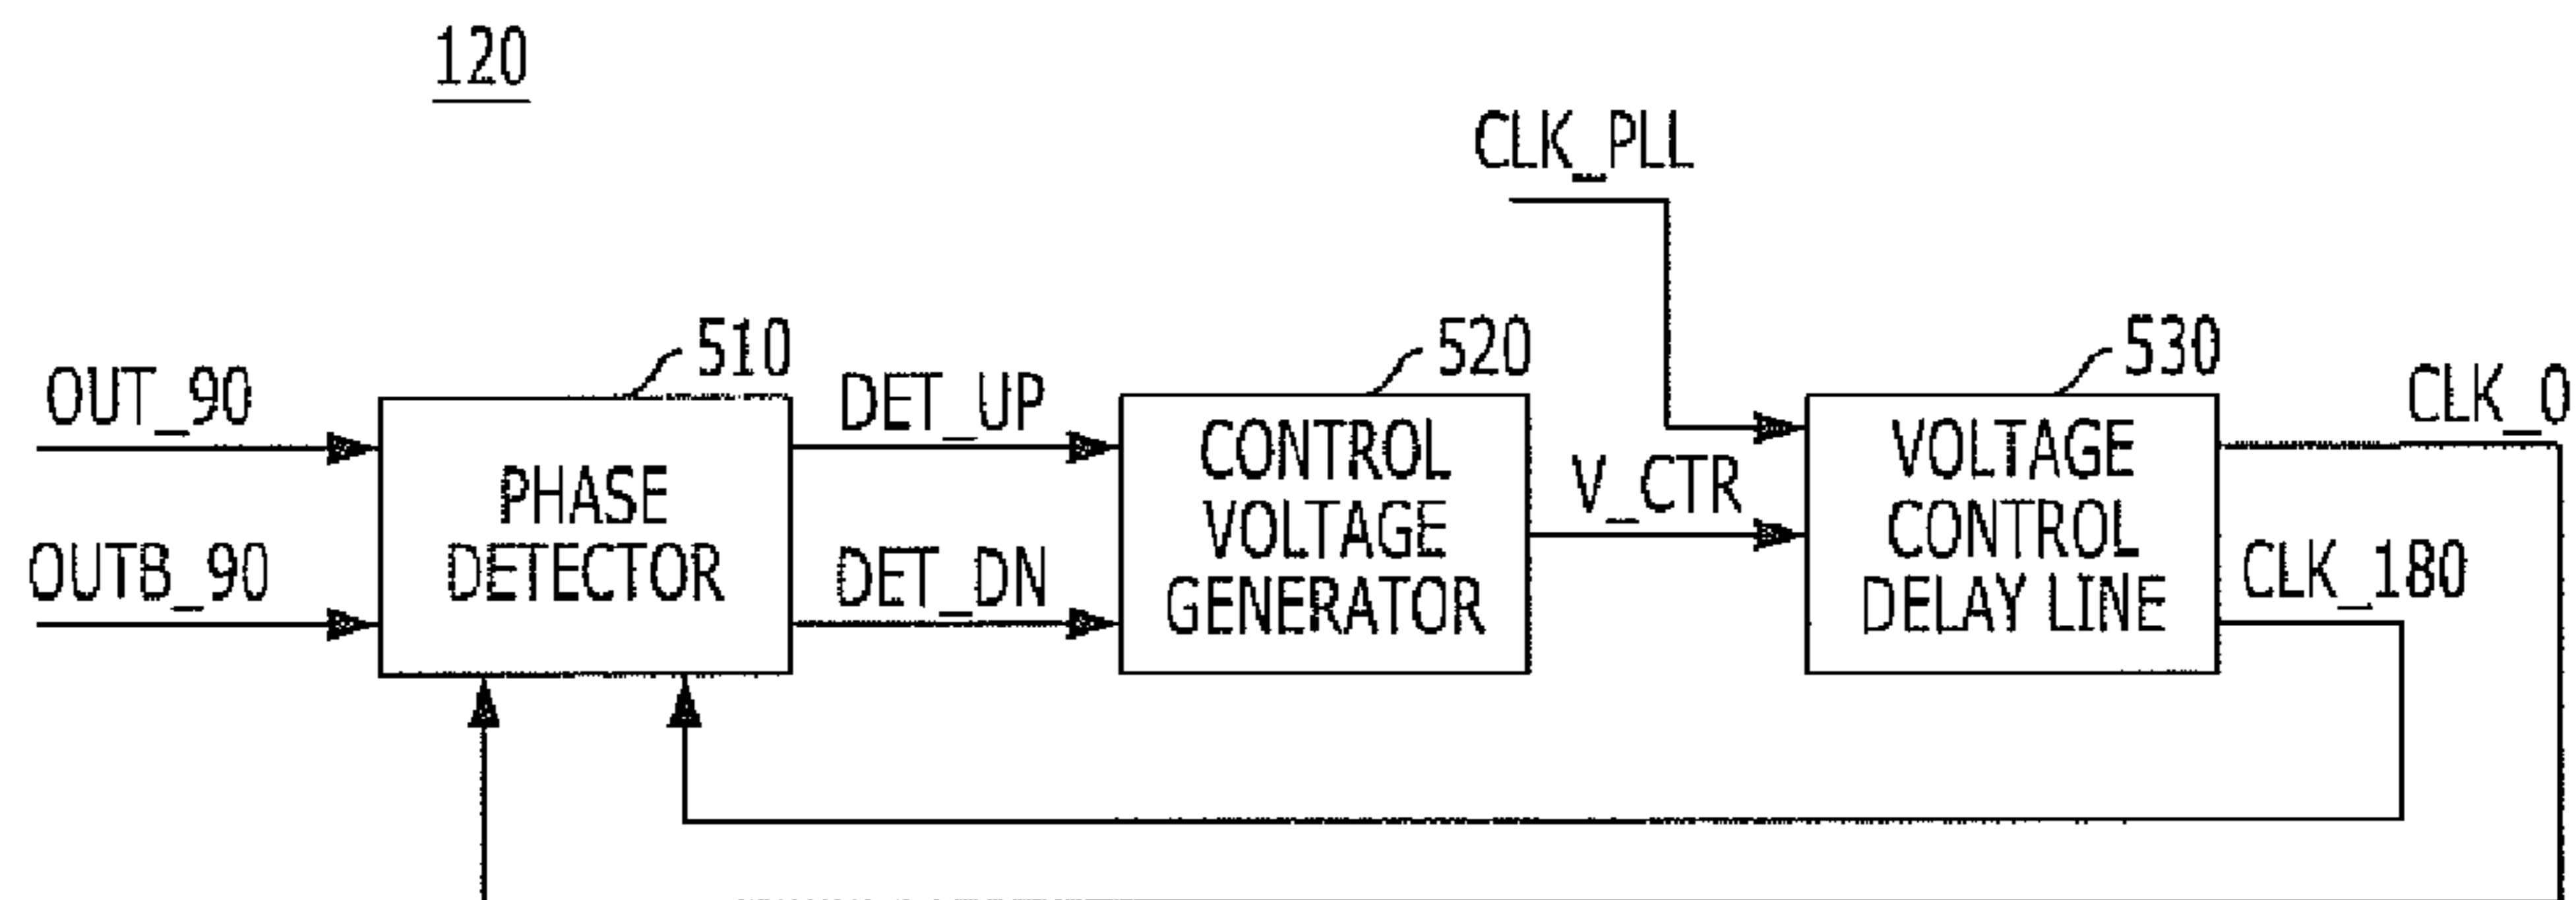 120
CLK_PLL
510
520
530
OUT_90
DET_UP
CLK_0
PHASE
DETECTOR
CONTROL
VOLTAGE
GENERATOR
V_CTR
VOLTAGE
CONTROL
DELAY LINE
OUTB_90
DET_DN
CLK_180